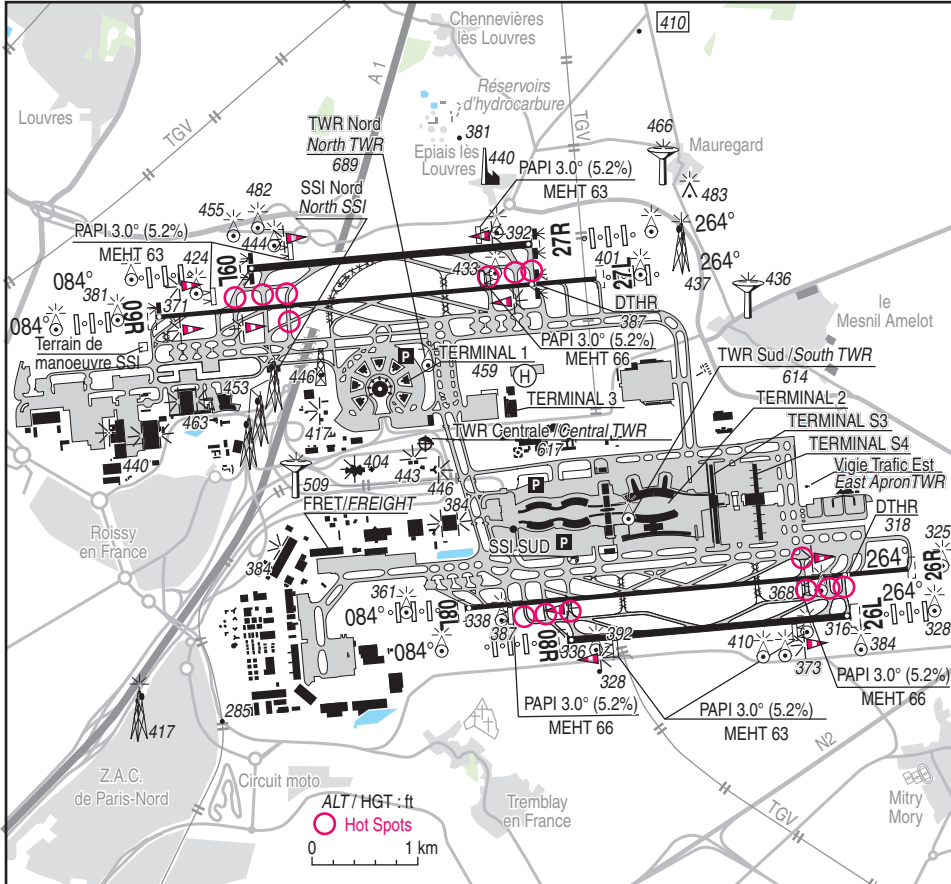 Chennevières
lès Louvres
410
A 1
TGV
Réservoirs
d'hydrocarbure
Louvres
TGV
TWR Nord
North TWR
689
381
Epiais lès
Louvres
440
466
Mauregard
SSI Nord
North SSI
482
455
444
PAPI 3.0° (5.2%)
MEHT 63
483
PAPI 3.0° (5.2%)
MEHT 63
392
27R
264°
424
09L
433
401
27L
264°
437
436
084°
381
371
084°
09R
DTHR
387
le
Mesnil Amelot
Terrain de
manoeuvre SSI
PAPI 3.0° (5.2%)
MEHT 66
P
TERMINAL 1
459
H
TWR Sud /South TWR
614
453
446
TERMINAL 3
TERMINAL 2
463
417
TWR Centrale/Central TWR
617
TERMINAL S3
TERMINAL S4
440
404
443
446
Vigie Trafic Est
East ApronTWR
509
P
FRET/FREIGHT
384
DTHR
318
Roissy
en France
SSI SUD
P
325
384
264°
26R
361
368
264°
084°
08L
338
26L
328
084°
387
08R
336
392
316
410
384
328
373
PAPI 3.0° (5.2%)
MEHT 66
285
PAPI 3.0° (5.2%)
MEHT 66
PAPI 3.0° (5.2%)
MEHT 63
417
N2
Z.A.C.
de Paris-Nord
Circuit moto
ALT / HGT : ft
Hot Spots
0 1 km
Tremblay
en France
TGV
Mitry
Mory